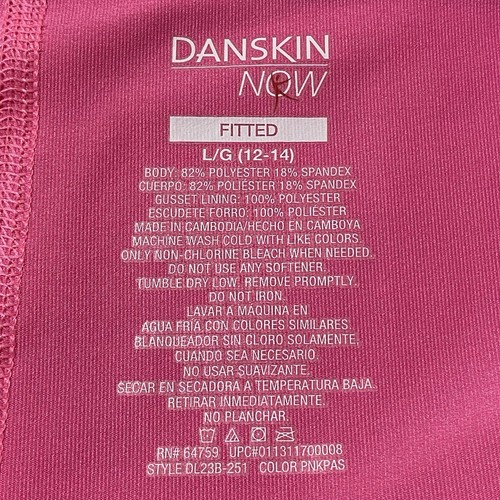 DANSKIN
NOW
FITTED
L/G (12-14)
BODY: 82% POLYESTER 18% SPANDEX
CUERPO: 82% POLIÉSTER 18% SPANDEX
GUSSET LINING: 100% POLYESTER
ESCUDETE FORRO: 100% POLIÉSTER
MADE IN CAMBODIA/HECHO EN CAMBOYA
MACHINE WASH COLD WITH LIKE COLORS.
ONLY NON-CHLORINE BLEACH WHEN NEEDED.
DO NOT USE ANY SOFTENER.
TUMBLE DRY LOW. REMOVE PROMPTLY.
DO NOT IRON.
LAVAR A MÁQUINA EN
AGUA FRÍA CON COLORES SIMILARES.
BLANQUEADOR SIN CLORO SOLAMENTE,
CUANDO SEA NECESARIO.
NO USAR SUAVIZANTE.
SECAR EN SECADORA A TEMPERATURA BAJA.
RETIRAR INMEDIATAMENTE.
NO PLANCHAR.
RN# 64759 UPC#011311700008
STYLE DL23B-251 COLOR PNKPAS